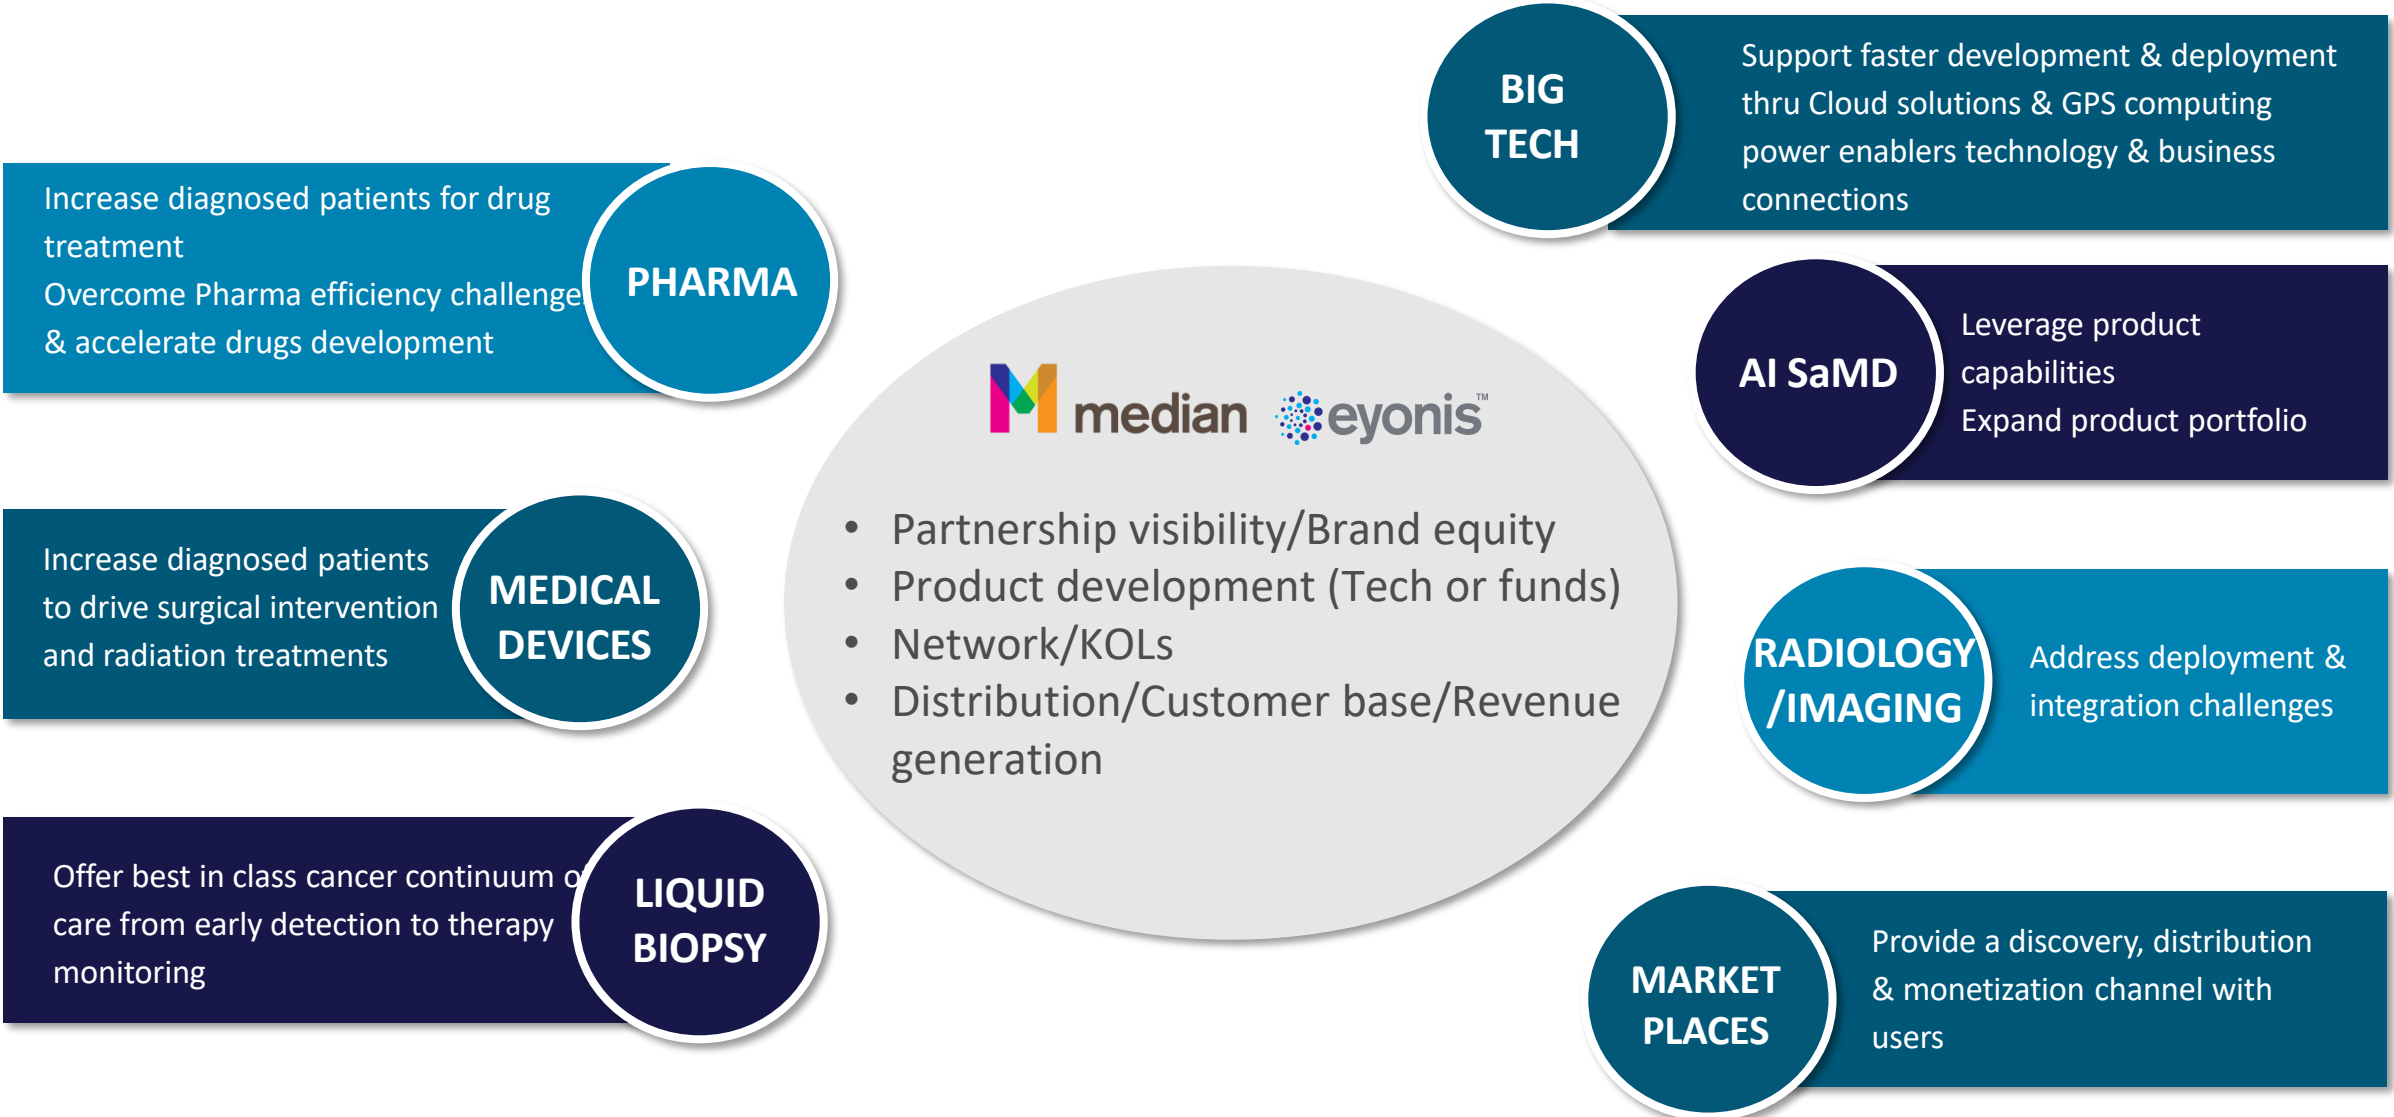 Increase diagnosed patients for drug
treatment
Overcome Pharma efficiency challenge
& accelerate drugs development
PHARMA
Increase diagnosed patients
to drive surgical intervention
and radiation treatments
MEDICAL
DEVICES
Offer best in class cancer continuum o
care from early detection to therapy
monitoring
LIQUID
BIOPSY
median eyonis™
• Partnership visibility/Brand equity
• Product development (Tech or funds)
• Network/KOLs
• Distribution/Customer base/Revenue
generation
BIG
TECH
Support faster development & deployment
thru Cloud solutions & GPS computing
power enablers technology & business
connections
AI SaMD
Leverage product
capabilities
Expand product portfolio
RADIOLOGY
/IMAGING
Address deployment &
integration challenges
MARKET
PLACES
Provide a discovery, distribution
& monetization channel with
users